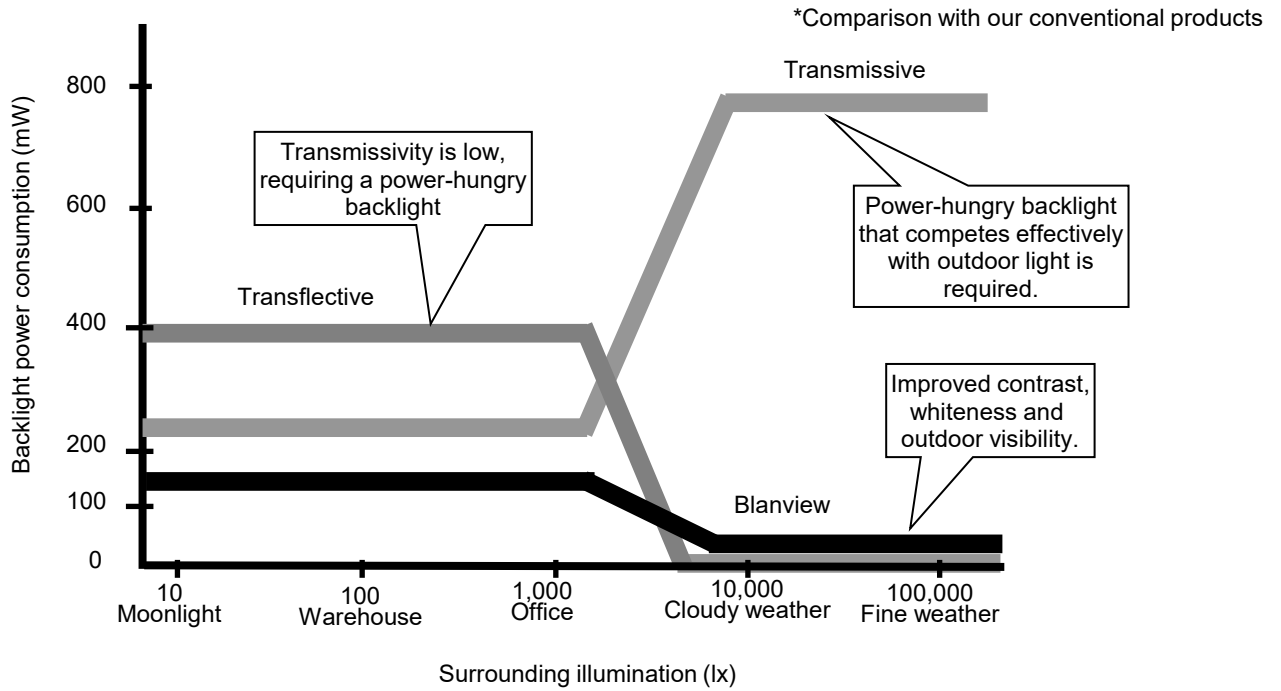 *Comparison with our conventional products
Transmissive
800
Transmissivity is low,
requiring a power-hungry
backlight
Power-hungry backlight
that competes effectively
with outdoor light is
required.
600
Transflective
400
Backlight power consumption (mW)
Improved contrast,
whiteness and
outdoor visibility.
200
100
Blanview
0
10
Moonlight
100
Warehouse
1,000
Office
10,000
Cloudy weather
100,000
Fine weather
Surrounding illumination (lx)